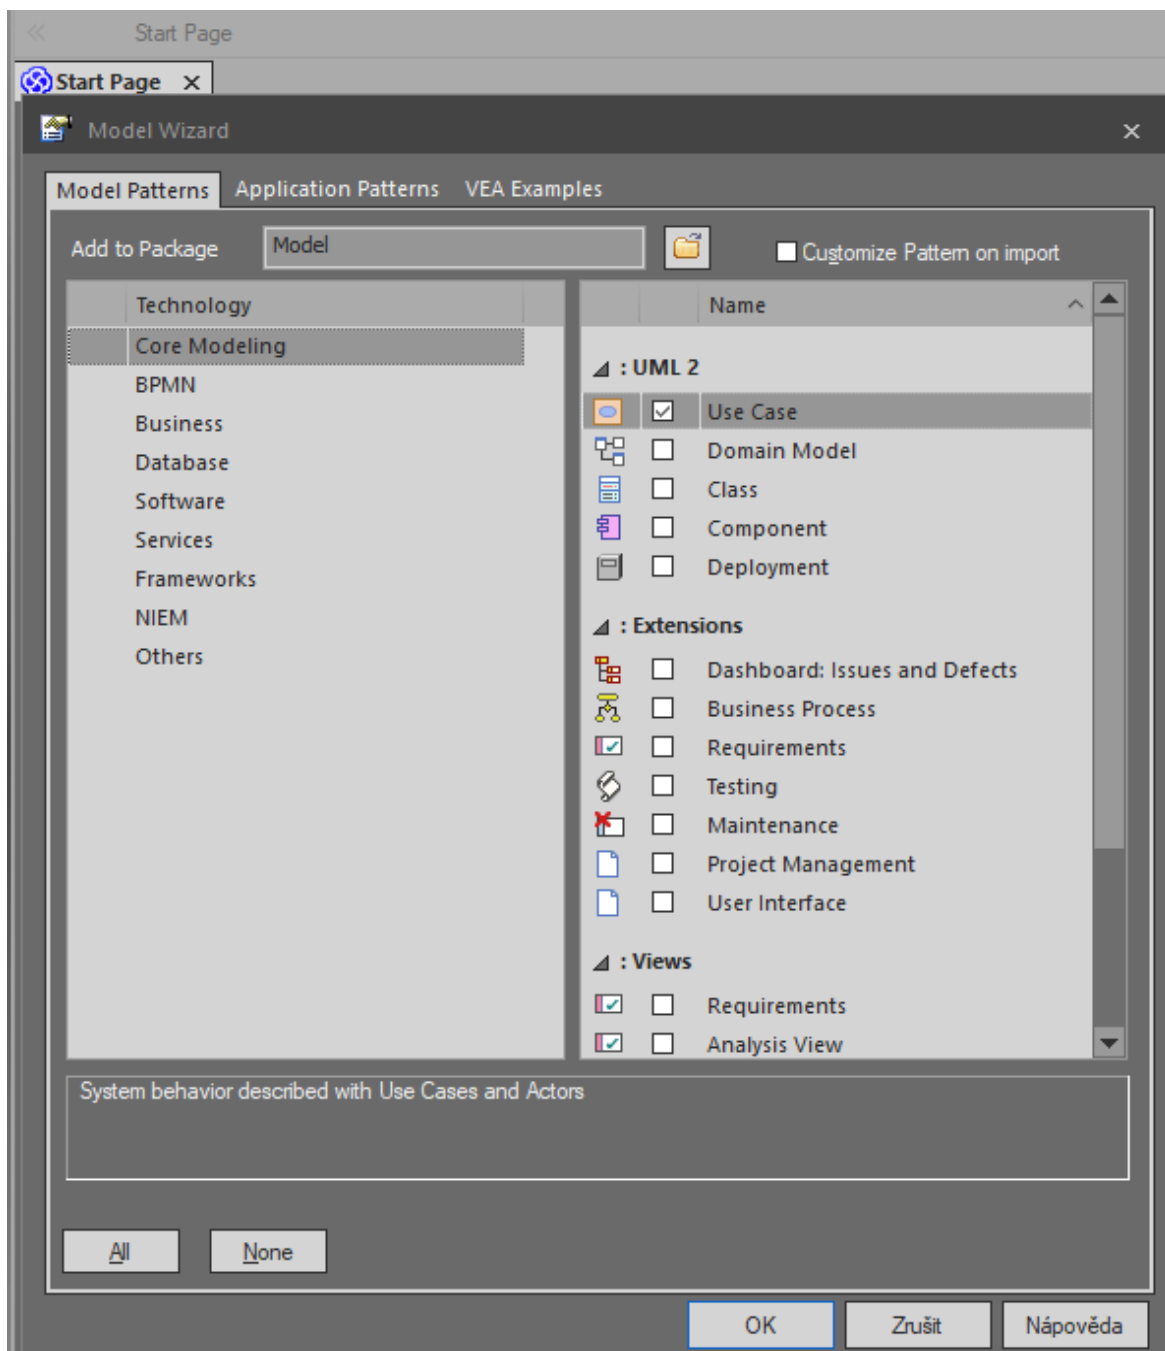 Start Page
Start Page
Model Wizard
Model Patterns Application Patterns VEA Examples
Add to Package Model Customize Pattern on import
Technology
Core Modeling
BPMN
Business
Database
Software
Services
Frameworks
NIEM
Others
Name
: UML 2
Use Case
Domain Model
Class
Component
Deployment
: Extensions
Dashboard: Issues and Defects
Business Process
Requirements
Testing
Maintenance
Project Management
User Interface
: Views
Requirements
Analysis View
System behavior described with Use Cases and Actors
All None
OK Zrušit Nápověda